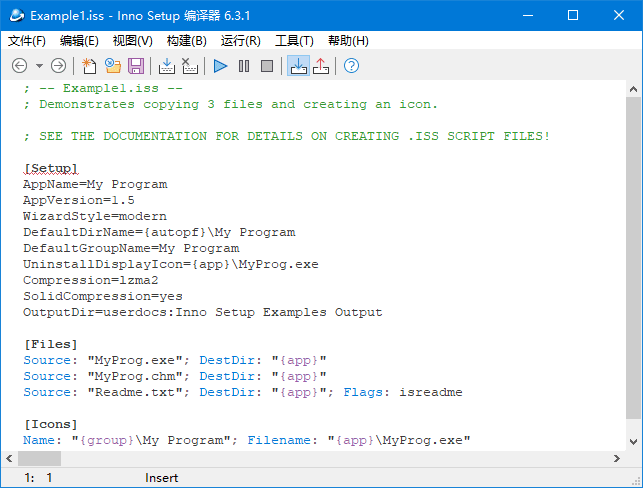 Example1.iss - Inno Setup 编译器 6.3.1
文件(F) 编辑(E) 视图(V) 构建(B) 运行(R) 工具(T) 帮助(H)
; -- Example1.iss --
; Demonstrates copying 3 files and creating an icon.
; SEE THE DOCUMENTATION FOR DETAILS ON CREATING .ISS SCRIPT FILES!
[Setup]
AppName=My Program
AppVersion=1.5
WizardStyle=modern
DefaultDirName={autopf}\My Program
DefaultGroupName=My Program
UninstallDisplayIcon={app}\MyProg.exe
Compression=lzma2
SolidCompression=yes
OutputDir=userdocs:Inno Setup Examples Output
[Files]
Source: "MyProg.exe"; DestDir: "{app}"
Source: "MyProg.chm"; DestDir: "{app}"
Source: "Readme.txt"; DestDir: "{app}"; Flags: isreadme
[Icons]
Name: "{group}\My Program"; Filename: "{app}\MyProg.exe"
1: 1 Insert